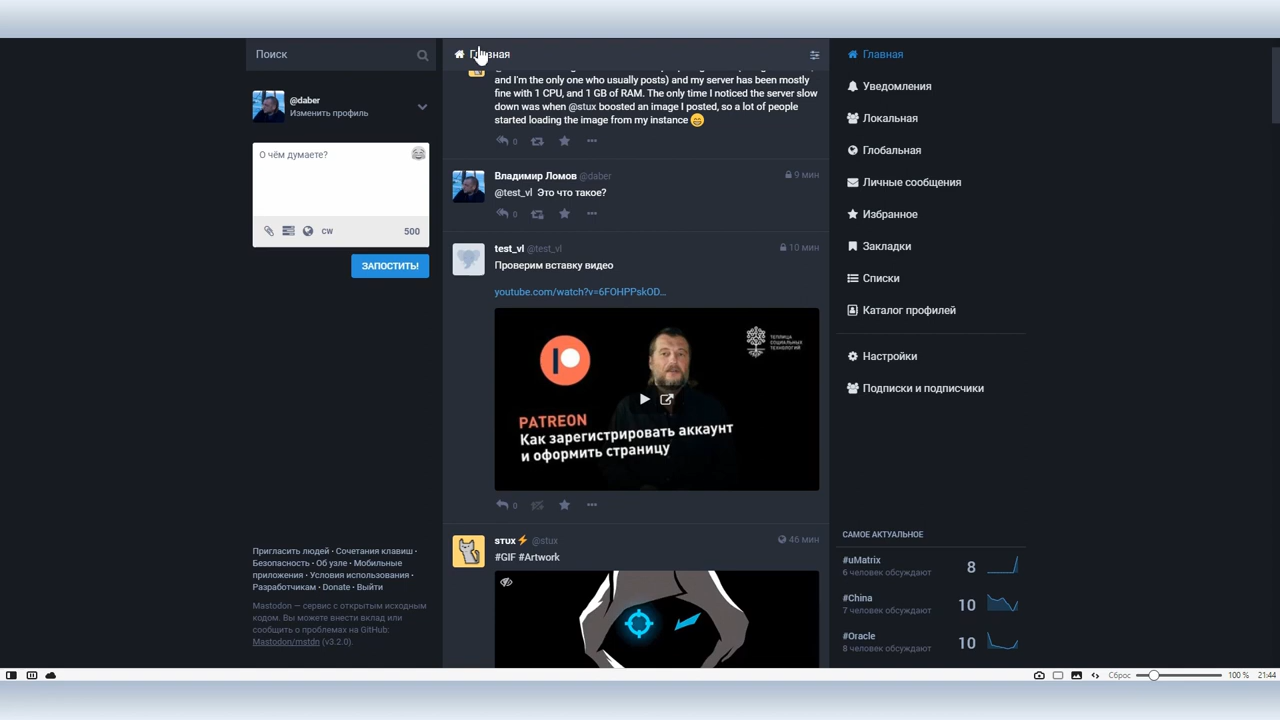 Поиск
@daber
Изменить профиль
О чём думаете?
CW
500
ЗАПОСТИТЬ!
Пригласить людей · Сочетания клавиш ·
Безопасность · Об узле · Мобильные
приложения · Условия использования ·
Разработчикам · Donate · Выйти
Mastodon — сервис с открытым исходным
кодом. Вы можете внести вклад или
сообщить о проблемах на GitHub:
Mastodon/mstdn (v3.2.0).
Главная
and I'm the only one who usually posts) and my server has been mostly
fine with 1 CPU, and 1 GB of RAM. The only time I noticed the server slow
down was when @stux boosted an image I posted, so a lot of people
started loading the image from my instance 😄
0
Владимир Ломов @daber
9 мин
@test_vl Это что такое?
0
test_vl @test_vl
10 мин
Проверим вставку видео
youtube.com/watch?v=6FOHPPskOD…
ТЕПЛИЦА
СОЦИАЛЬНЫХ
ТЕХНОЛОГИЙ
PATREON
Как зарегистрировать аккаунт
и оформить страницу
0
sтuх⚡ @stux
46 мин
#GIF #Artwork
Главная
Уведомления
Локальная
Глобальная
Личные сообщения
Избранное
Закладки
Списки
Каталог профилей
Настройки
Подписки и подписчики
САМОЕ АКТУАЛЬНОЕ
#uMatrix
6 человек обсуждают
8
#China
7 человек обсуждают
10
#Oracle
8 человек обсуждают
10
Сброс
100 %
21:44